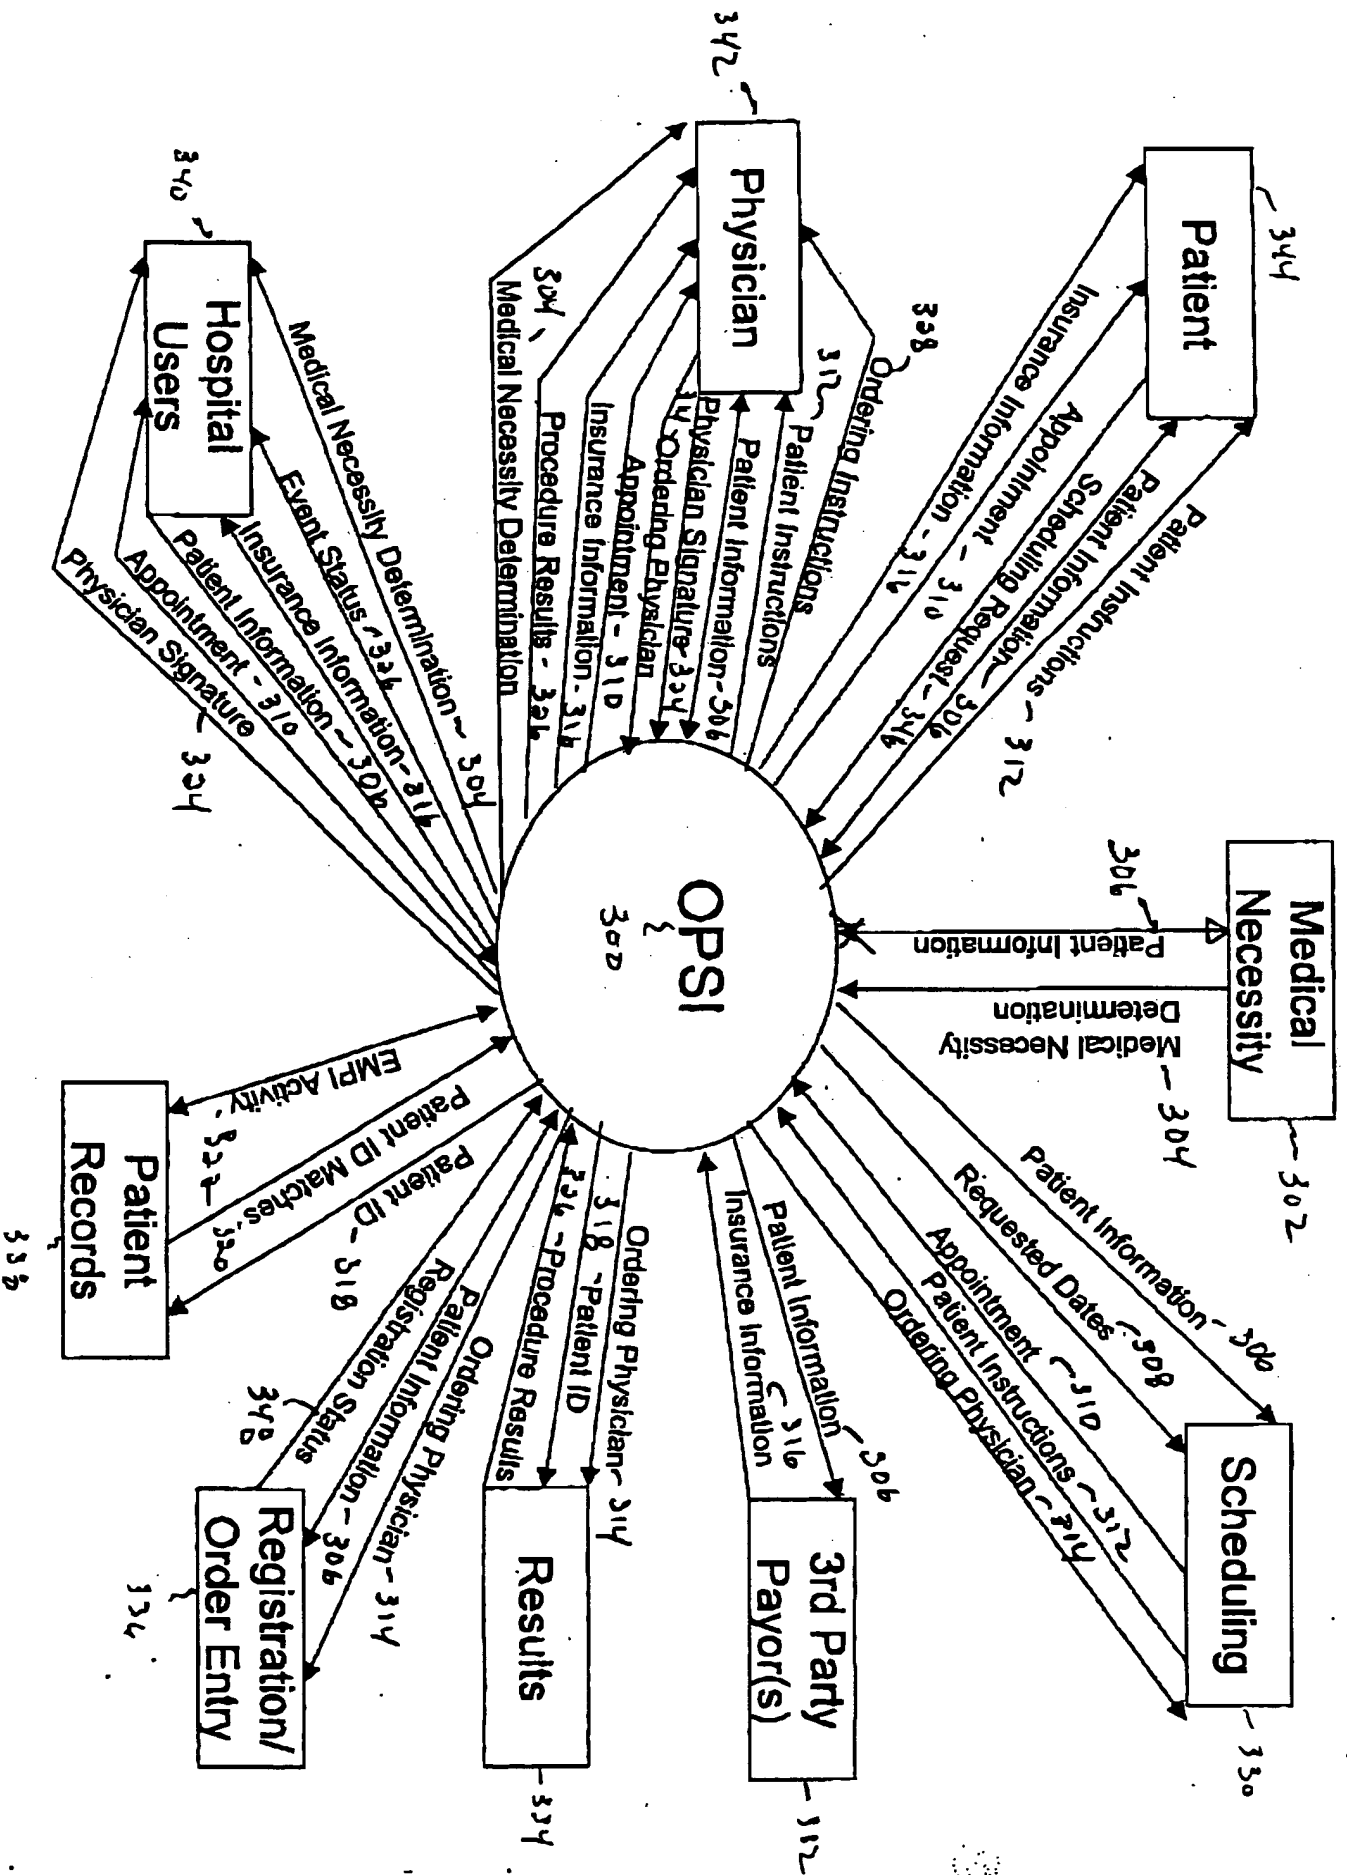 Medical
Necessity
302
Patient Information
306
Medical Necessity
Determination
304
Patient
344
Insurance Information - 316
Appointment - 310
Scheduling Request - 346
Patient Information - 306
Patient Instructions ~ 312
Scheduling
330
Patient Information - 306
Requested Dates - 308
Appointment 310
Patient Instructions ~ 312
Ordering Physician ~ 314
Physician
342
Ordering Instructions
312 ~ Patient Instructions
Patient Information - 306
Physician Signature - 324
Ordering Physician
Appointment - 310
Insurance Information - 316
Procedure Results - 326
Medical Necessity Determination
304
OPSI
300
3rd Party
Payor(s)
312
Patient Information
306
Insurance Information
316
Results
334
Ordering Physician - 314
318 - Patient ID
326 - Procedure Results
Hospital
Users
340
Medical Necessity Determination ~ 304
Event Status - 326
Insurance Information - 316
Patient Information ~ 306
Appointment - 310
Physician Signature
324
Patient
Records
EMPI Activity
322
Patient ID Matches, 320
Patient ID - 318
Registration/
Order Entry
Ordering Physician - 314
Patient Information - 306
Registration Status
340